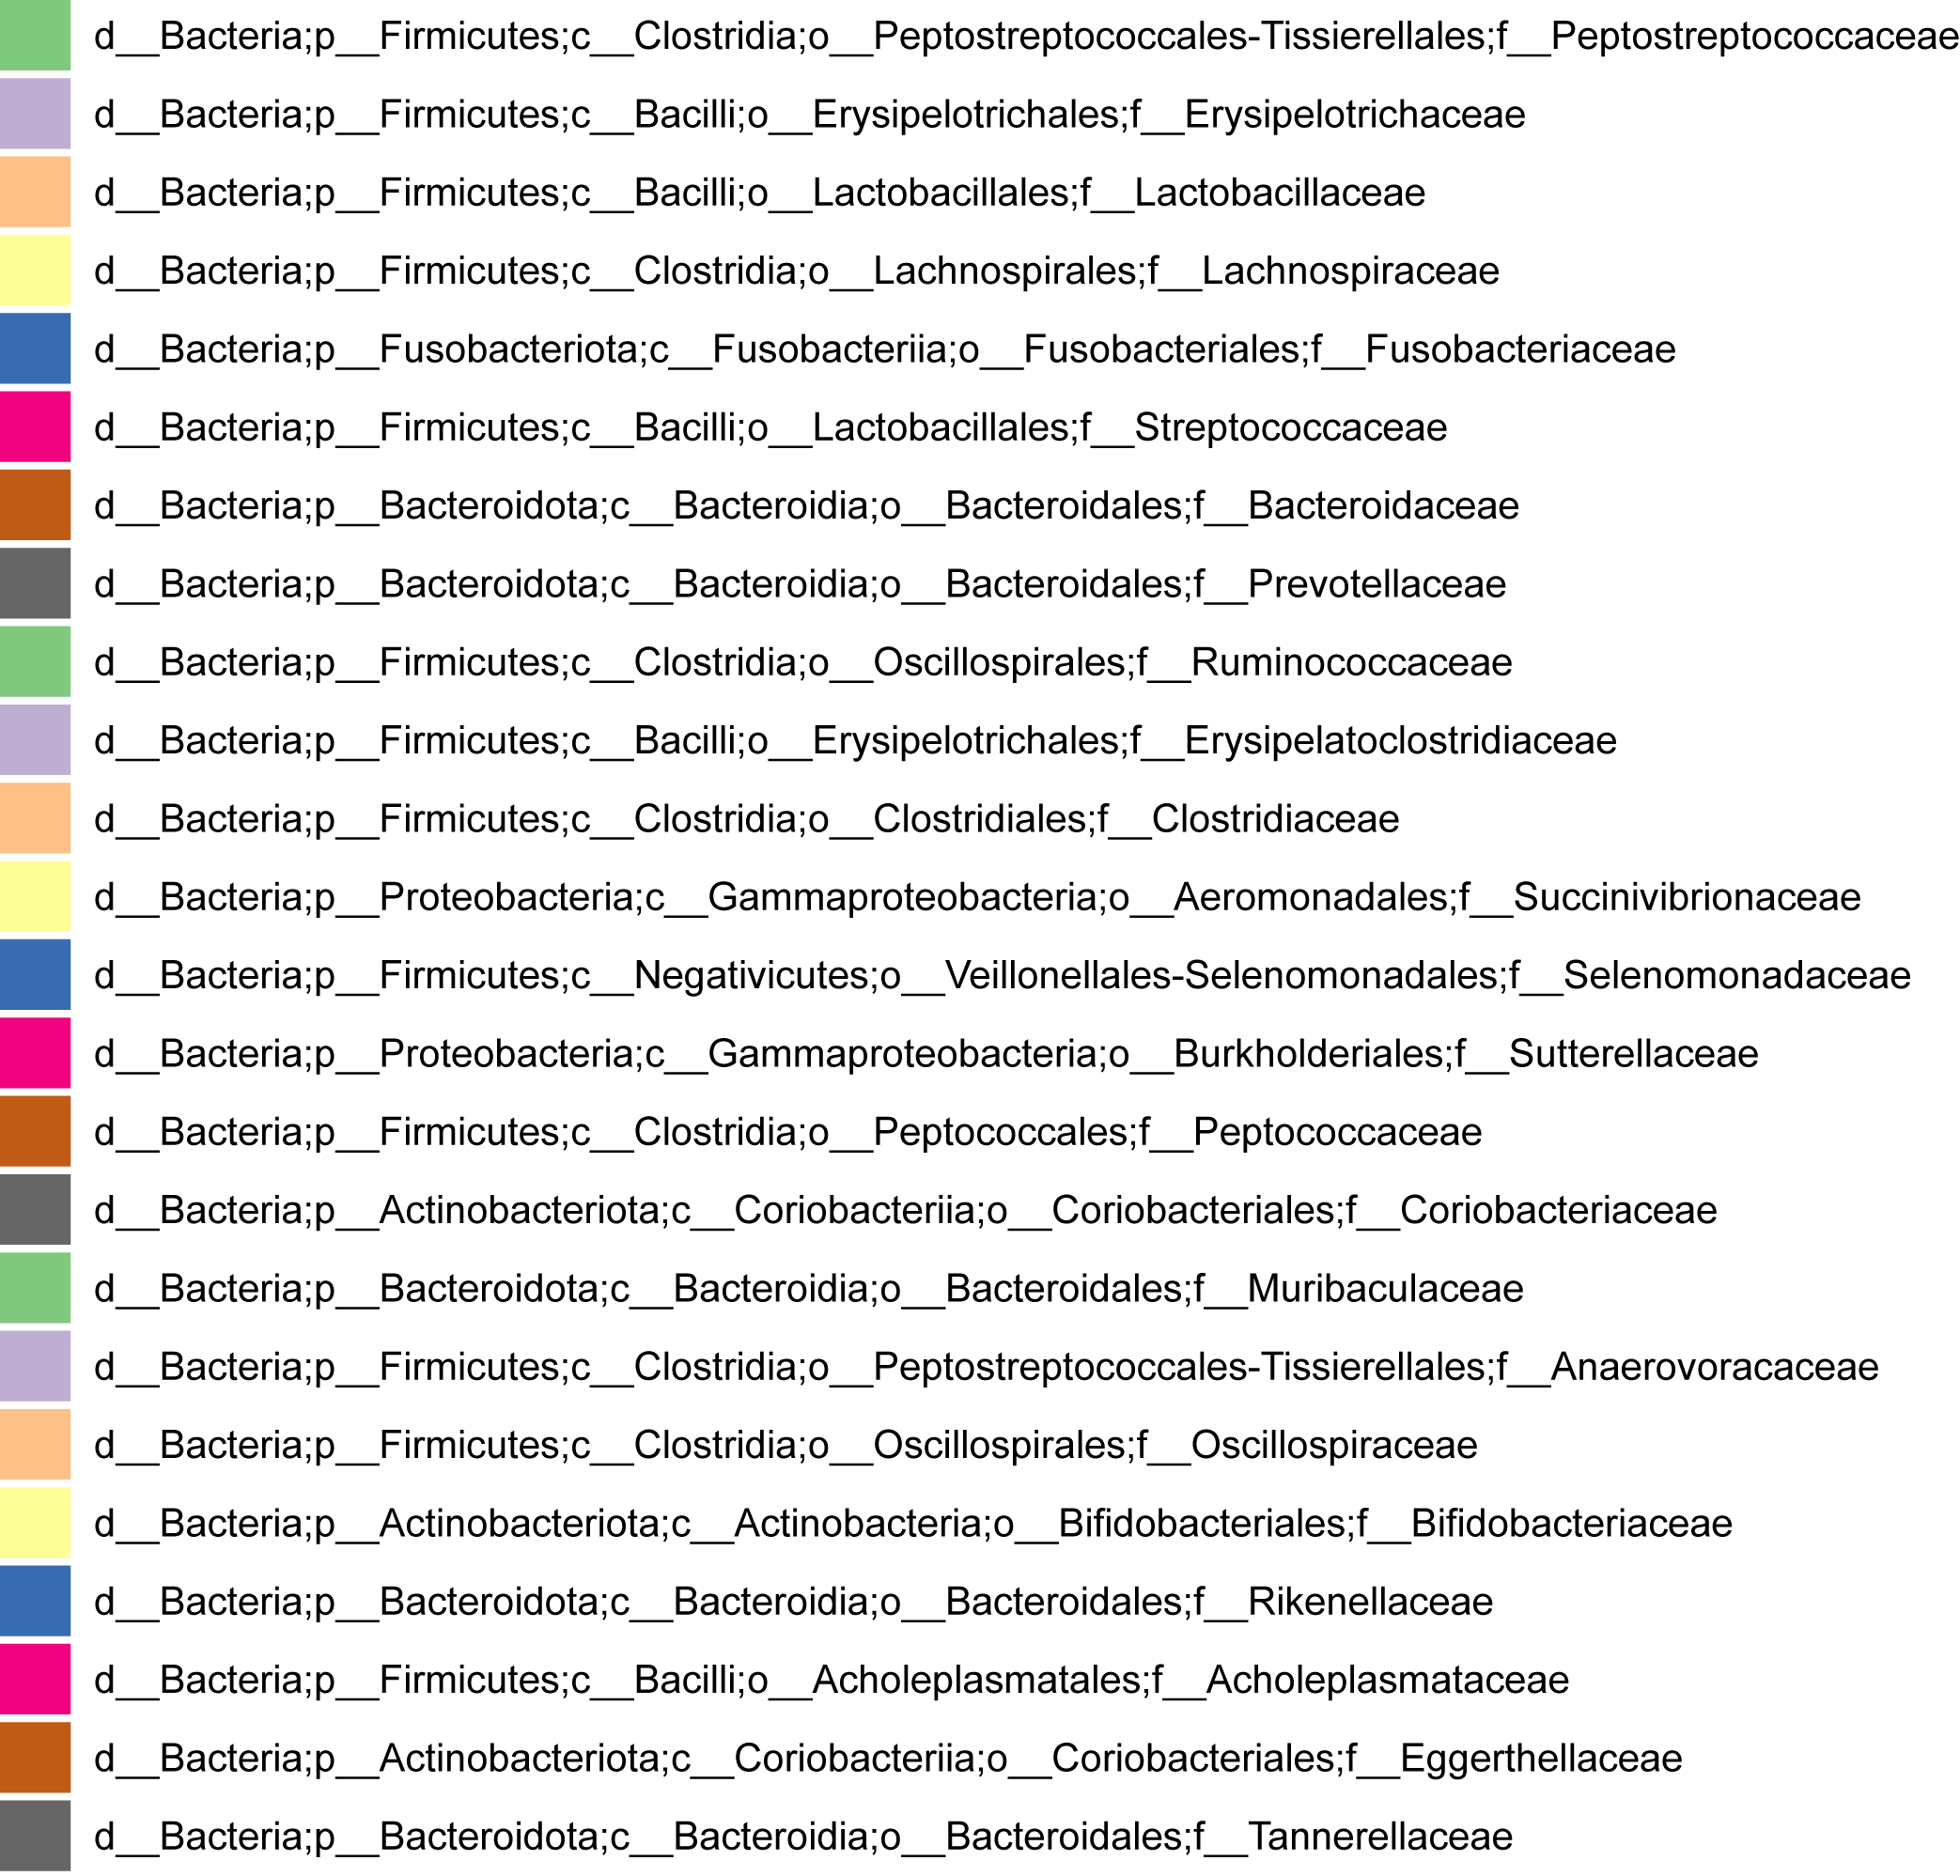 d__Bacteria;p__Firmicutes;c__Clostridia;o__Peptostreptococcales-Tissierellales;f__Peptostreptococcaceae
d__Bacteria;p__Firmicutes;c__Bacilli;o__Erysipelotrichales;f__Erysipelotrichaceae
d__Bacteria;p__Firmicutes;c__Bacilli;o__Lactobacillales;f__Lactobacillaceae
d__Bacteria;p__Firmicutes;c__Clostridia;o__Lachnospirales;f__Lachnospiraceae
d__Bacteria;p__Fusobacteriota;c__Fusobacteriia;o__Fusobacteriales;f__Fusobacteriaceae
d__Bacteria;p__Firmicutes;c__Bacilli;o__Lactobacillales;f__Streptococcaceae
d__Bacteria;p__Bacteroidota;c__Bacteroidia;o__Bacteroidales;f__Bacteroidaceae
d__Bacteria;p__Bacteroidota;c__Bacteroidia;o__Bacteroidales;f__Prevotellaceae
d__Bacteria;p__Firmicutes;c__Clostridia;o__Oscillospirales;f__Ruminococcaceae
d__Bacteria;p__Firmicutes;c__Bacilli;o__Erysipelotrichales;f__Erysipelatoclostridiaceae
d__Bacteria;p__Firmicutes;c__Clostridia;o__Clostridiales;f__Clostridiaceae
d__Bacteria;p__Proteobacteria;c__Gammaproteobacteria;o__Aeromonadales;f__Succinivibrionaceae
d__Bacteria;p__Firmicutes;c__Negativicutes;o__Veillonellales-Selenomonadales;f__Selenomonadaceae
d__Bacteria;p__Proteobacteria;c__Gammaproteobacteria;o__Burkholderiales;f__Sutterellaceae
d__Bacteria;p__Firmicutes;c__Clostridia;o__Peptococcales;f__Peptococcaceae
d__Bacteria;p__Actinobacteriota;c__Coriobacteriia;o__Coriobacteriales;f__Coriobacteriaceae
d__Bacteria;p__Bacteroidota;c__Bacteroidia;o__Bacteroidales;f__Muribaculaceae
d__Bacteria;p__Firmicutes;c__Clostridia;o__Peptostreptococcales-Tissierellales;f__Anaerovoracaceae
d__Bacteria;p__Firmicutes;c__Clostridia;o__Oscillospirales;f__Oscillospiraceae
d__Bacteria;p__Actinobacteriota;c__Actinobacteria;o__Bifidobacteriales;f__Bifidobacteriaceae
d__Bacteria;p__Bacteroidota;c__Bacteroidia;o__Bacteroidales;f__Rikenellaceae
d__Bacteria;p__Firmicutes;c__Bacilli;o__Acholeplasmatales;f__Acholeplasmataceae
d__Bacteria;p__Actinobacteriota;c__Coriobacteriia;o__Coriobacteriales;f__Eggerthellaceae
d__Bacteria;p__Bacteroidota;c__Bacteroidia;o__Bacteroidales;f__Tannerellaceae